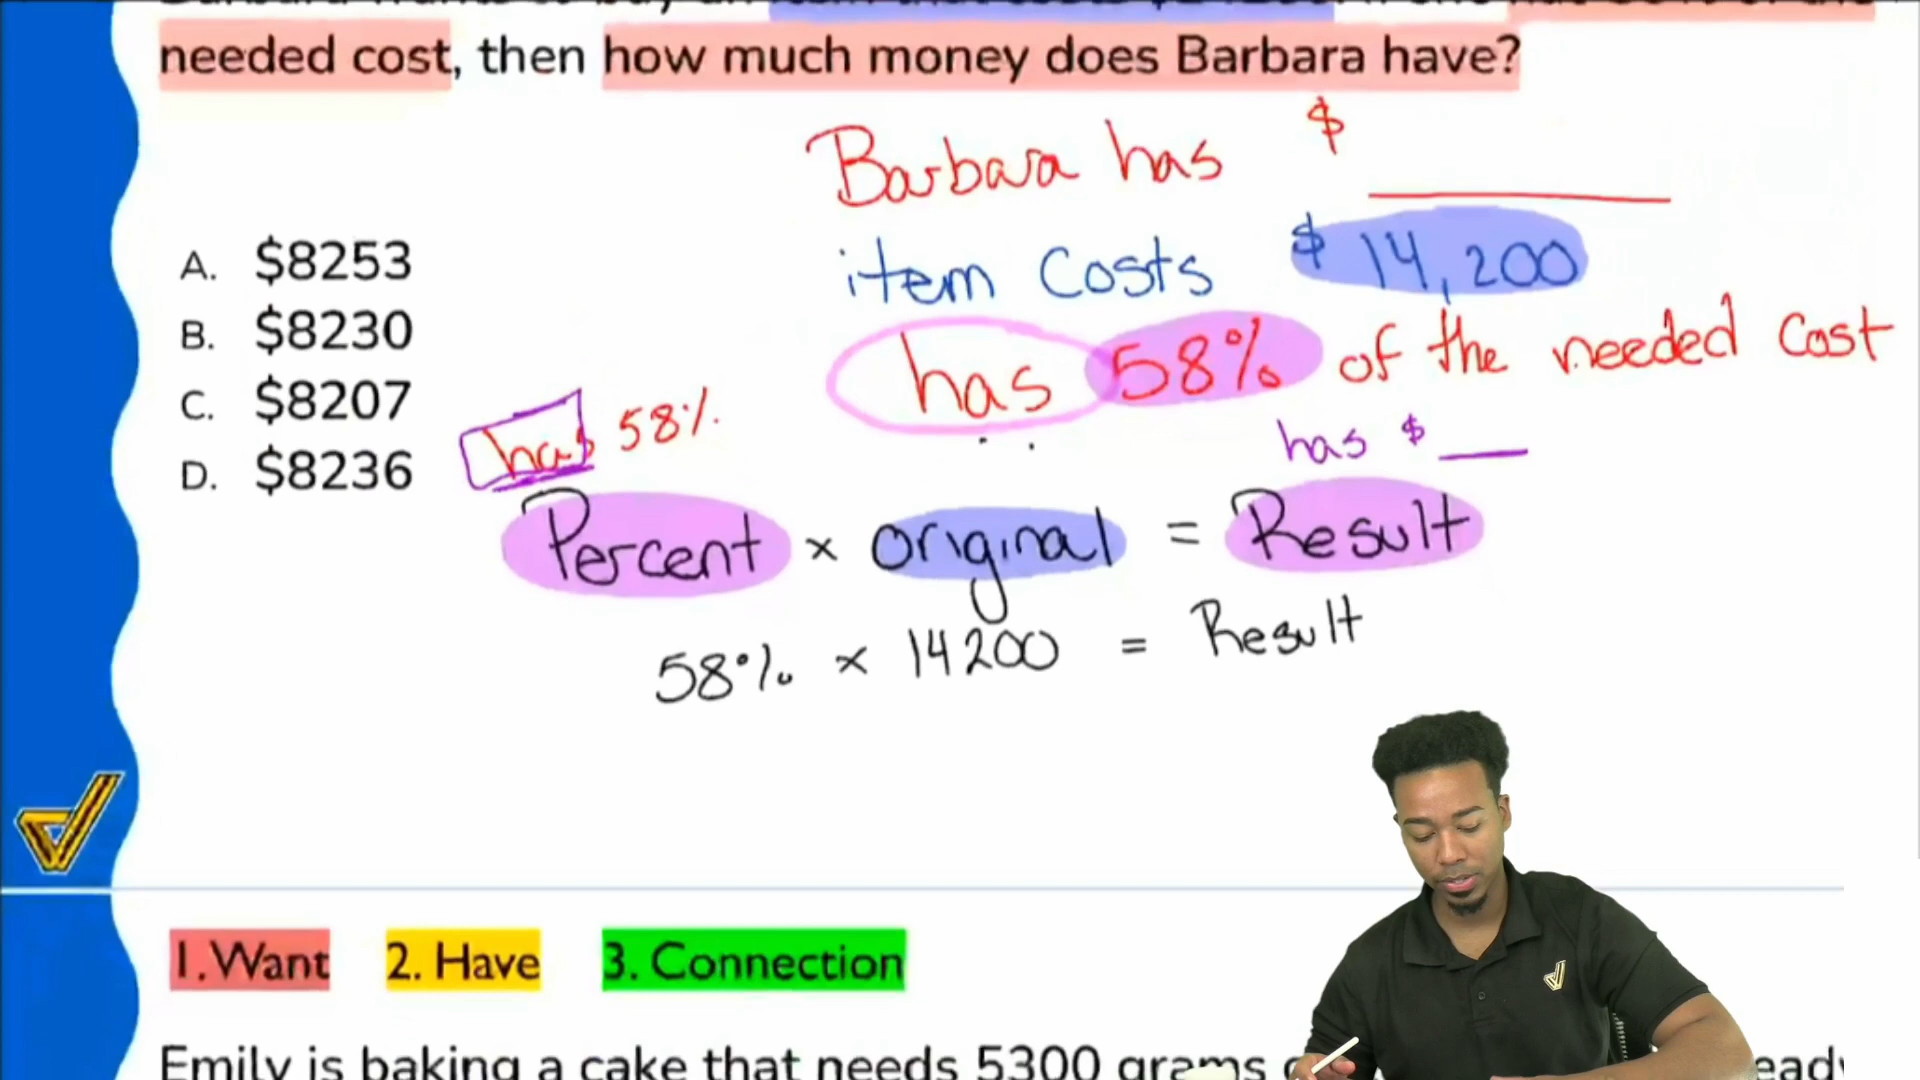 needed cost, then how much money does Barbara have?
Barbara has $
A. $8253
item Costs $ 14,200
B. $8230
has 58% of the needed Cost
C. $8207
has 58%
has $
D. $8236
Percent × original = Result
58% × 14200 = Result
1. Want 2. Have 3. Connection
Emily is baking a cake that needs 5300 grams